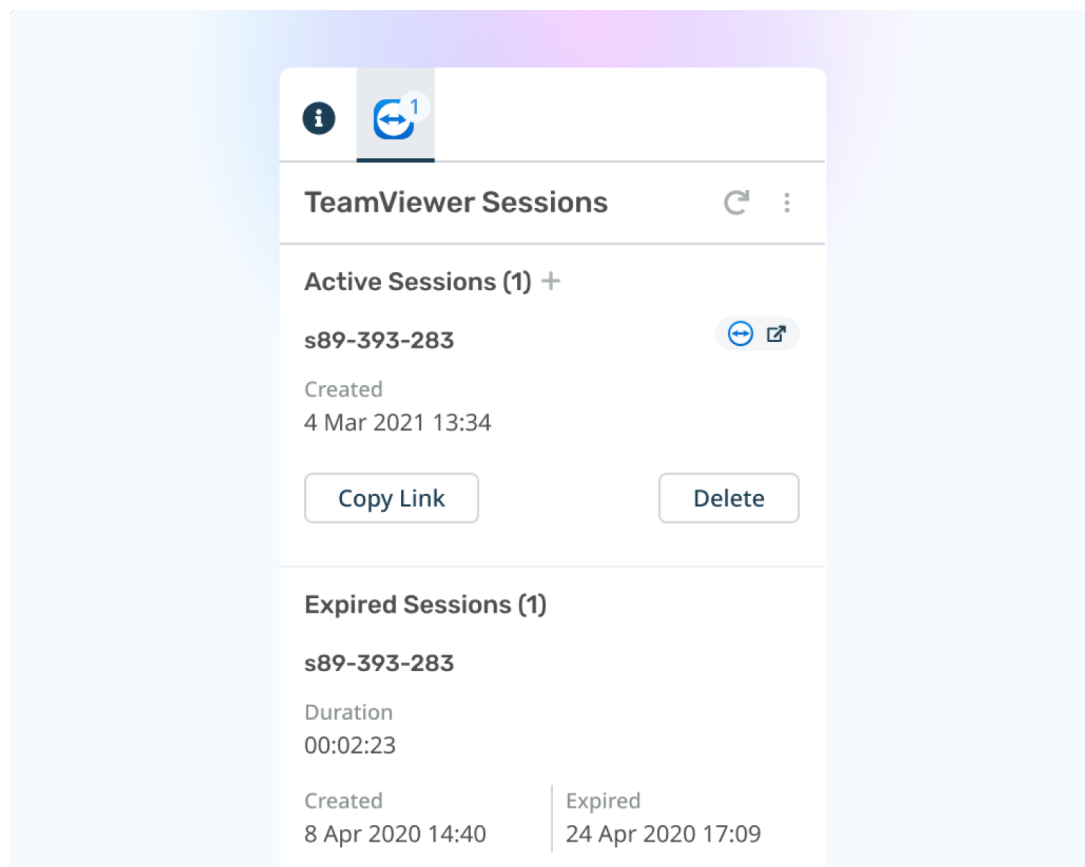 1
TeamViewer Sessions
Active Sessions (1)
s89-393-283
Created
4 Mar 2021 13:34
Copy Link Delete
Expired Sessions (1)
s89-393-283
Duration
00:02:23
Created Expired
8 Apr 2020 14:40 24 Apr 2020 17:09